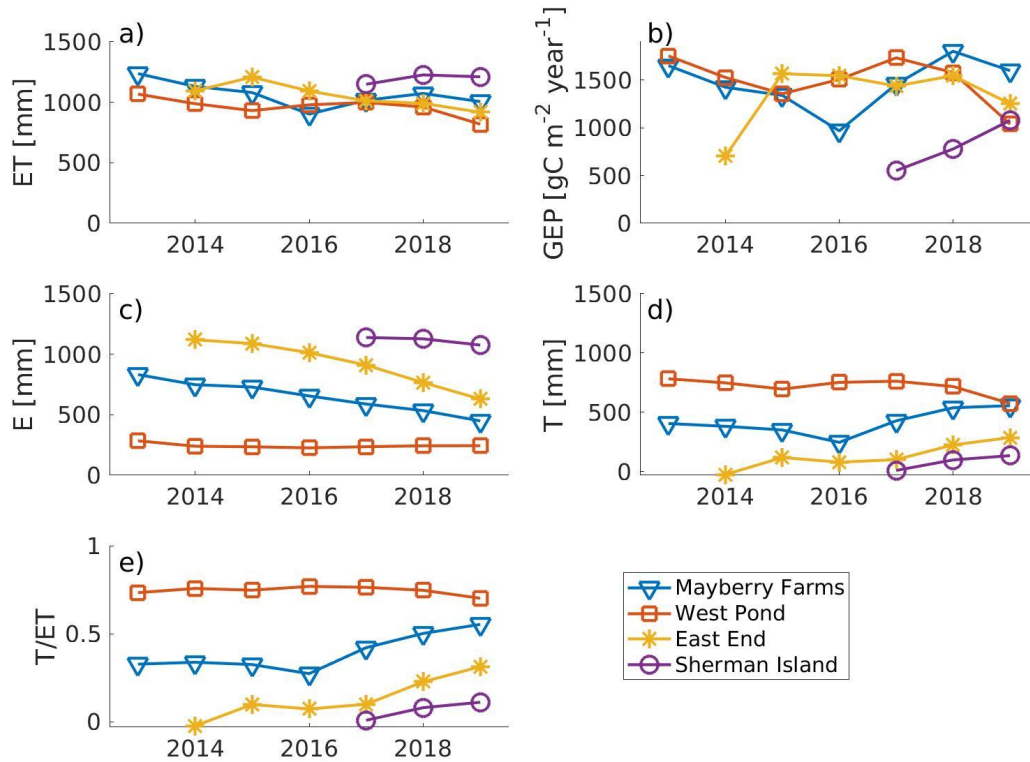 a)
1500
1000
500
0
ET [mm]
2014 2016 2018
b)
1500
1000
500
0
GEP [gC m⁻² year⁻¹]
2014 2016 2018
c)
1500
1000
500
0
E [mm]
2014 2016 2018
d)
1500
1000
500
0
T [mm]
2014 2016 2018
e)
1
0.5
0
T/ET
2014 2016 2018
Mayberry Farms
West Pond
East End
Sherman Island